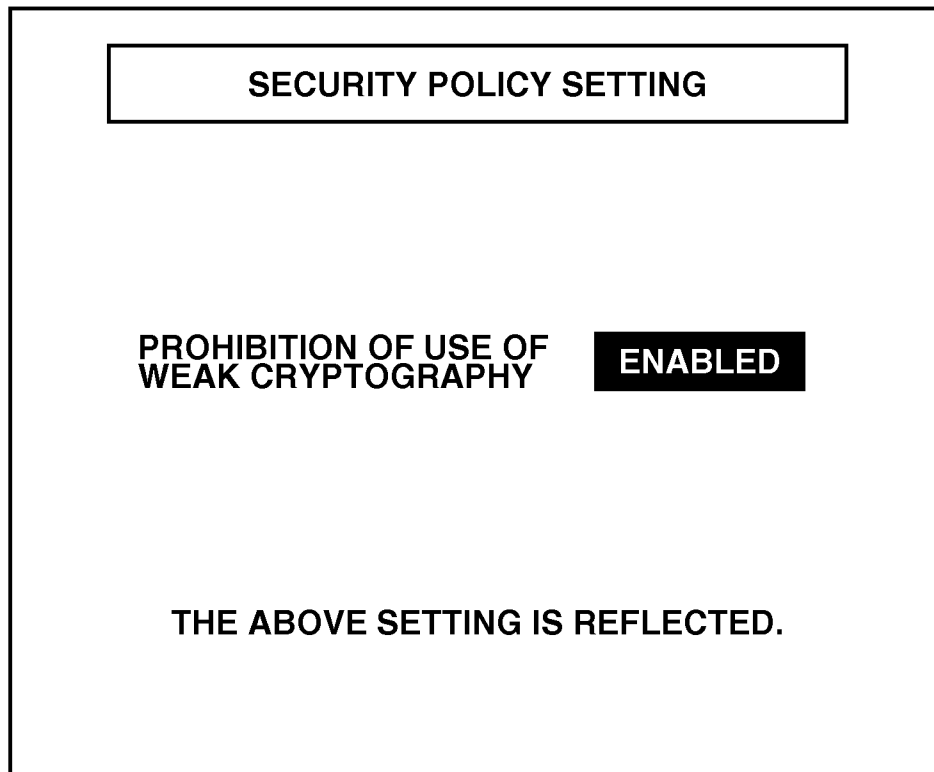 SECURITY POLICY SETTING
PROHIBITION OF USE OF
WEAK CRYPTOGRAPHY
ENABLED
THE ABOVE SETTING IS REFLECTED.